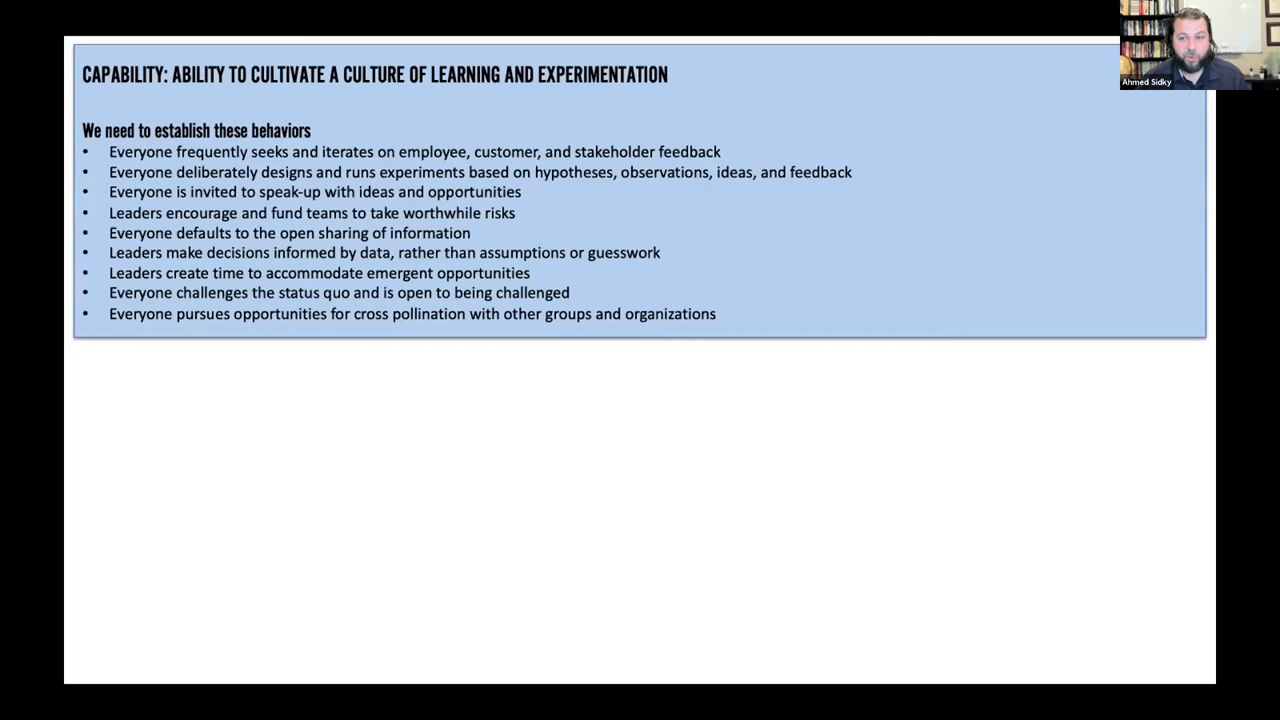 CAPABILITY: ABILITY TO CULTIVATE A CULTURE OF LEARNING AND EXPERIMENTATION
We need to establish these behaviors
• Everyone frequently seeks and iterates on employee, customer, and stakeholder feedback
• Everyone deliberately designs and runs experiments based on hypotheses, observations, ideas, and feedback
• Everyone is invited to speak-up with ideas and opportunities
• Leaders encourage and fund teams to take worthwhile risks
• Everyone defaults to the open sharing of information
• Leaders make decisions informed by data, rather than assumptions or guesswork
• Leaders create time to accommodate emergent opportunities
• Everyone challenges the status quo and is open to being challenged
• Everyone pursues opportunities for cross pollination with other groups and organizations
Ahmed Sidky